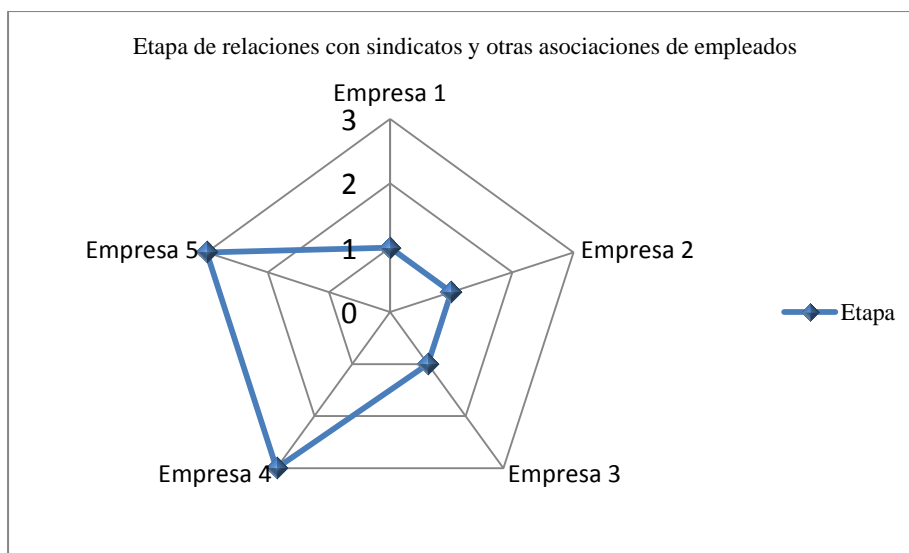 Etapa de relaciones con sindicatos y otras asociaciones de empleados
Empresa 1
3
2
1
0
Empresa 5
Empresa 2
Etapa
Empresa 4
Empresa 3